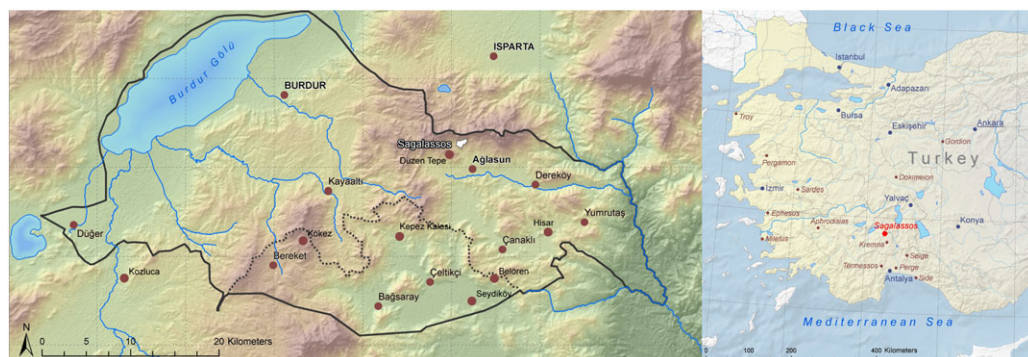 ISPARTA
Burdur Gölü
BURDUR
Sagalassos
Düzen Tepe
Ağlasun
Dereköy
Kayaaltı
Yumrutaş
Düğer
Hisar
Kökez
Kepez Kalesi
Çanaklı
Bereket
Kozluca
Çeltikçi
Belören
Bağsaray
Seydiköy
N
0 10 20 Kilometers
Black Sea
Istanbul
Adapazarı
Troy
Bursa
Eskişehir
Ankara
Gordion
Turkey
Pergamon
Dokimeion
Izmir
Sardes
Yalvaç
Ephesos
Aphrodisias
Sagalassos
Konya
Miletus
Kremna
Selge
Termessos
Perge
Antalya
Side
Mediterranean Sea
0 100 200 400 Kilometers